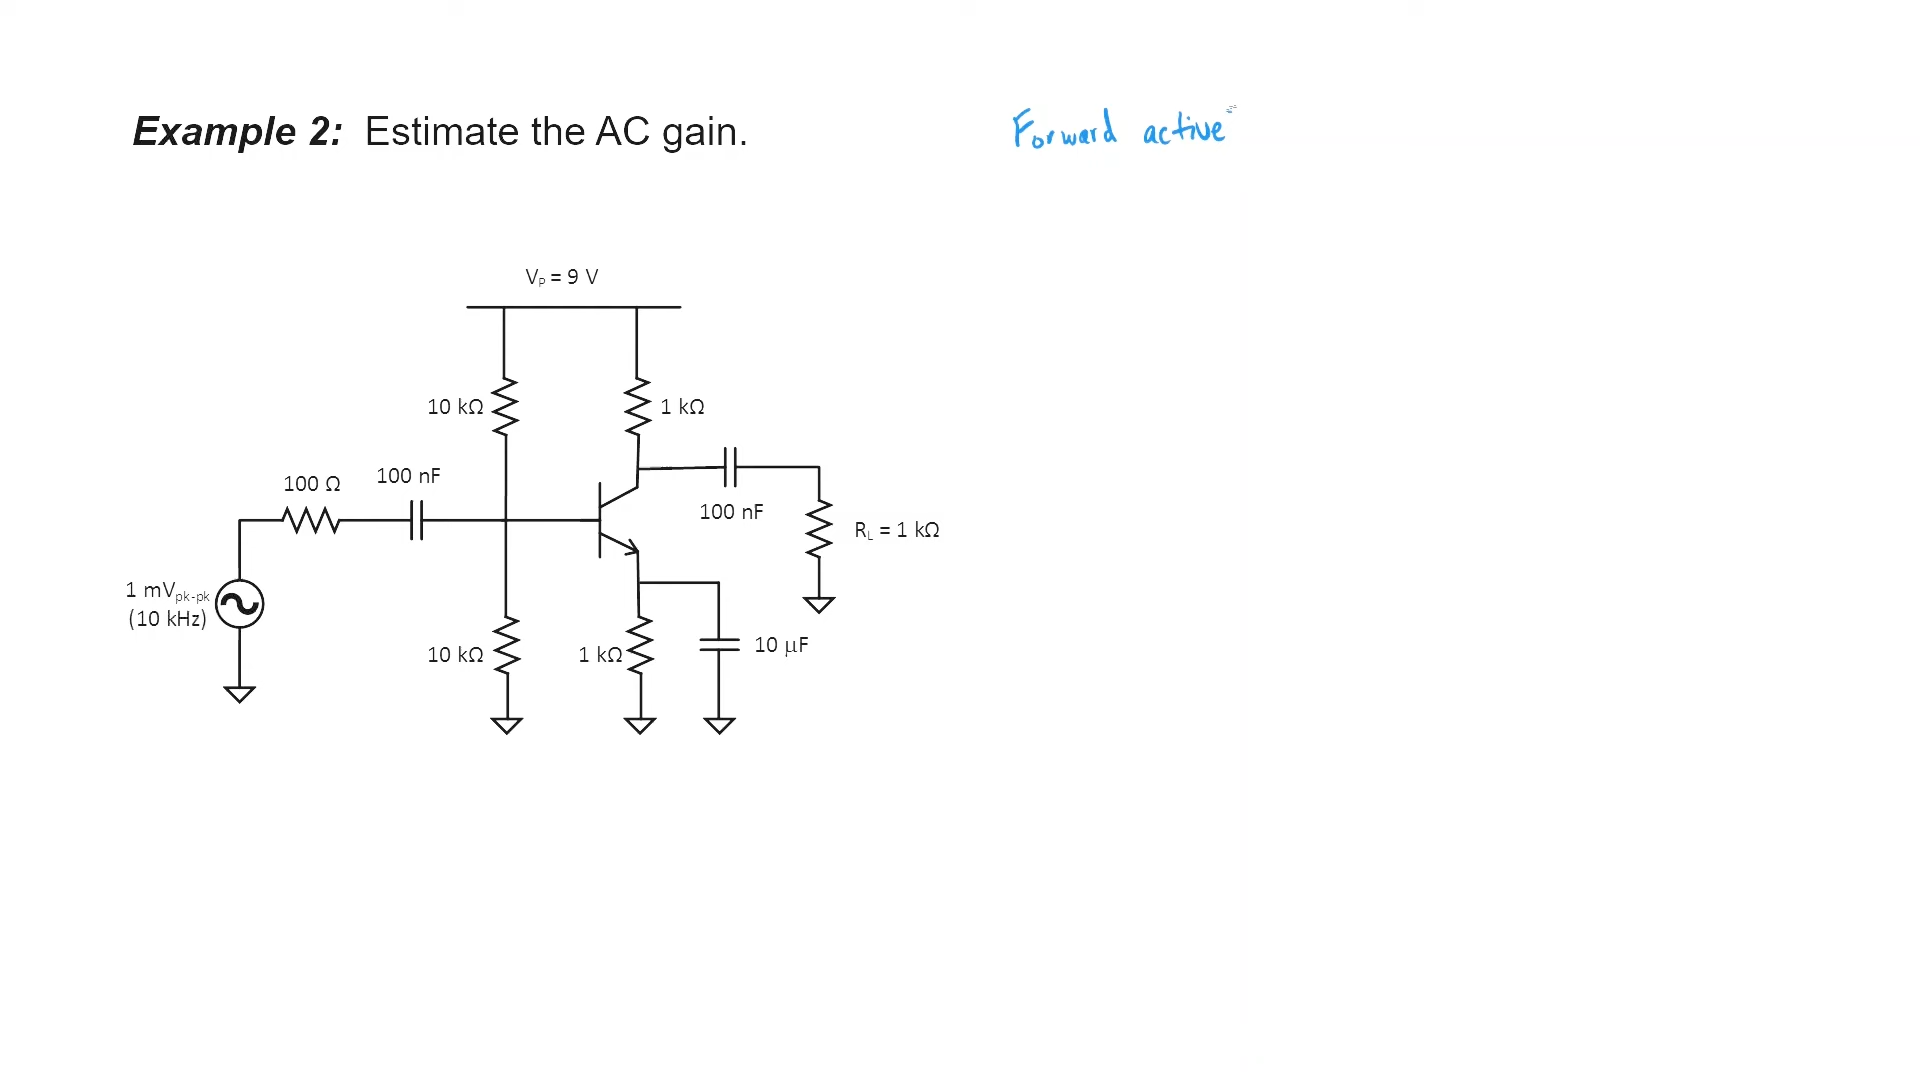 Example 2: Estimate the AC gain.
Forward active
VP = 9 V
10 kΩ
1 kΩ
100 Ω
100 nF
100 nF
RL = 1 kΩ
1 mVpk-pk
(10 kHz)
10 kΩ
1 kΩ
10 µF